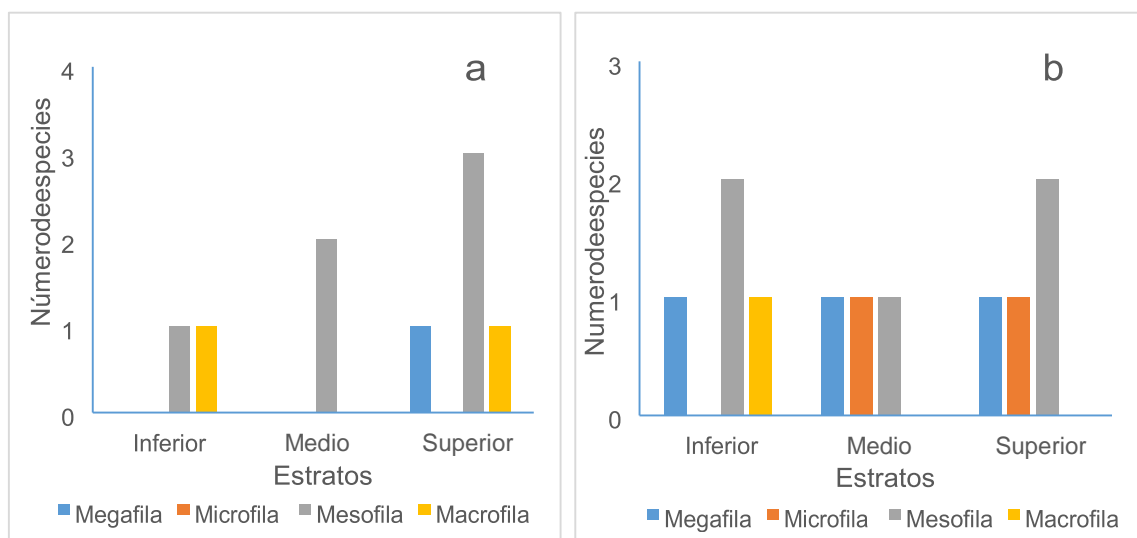 a
4
3
2
1
0
Númerodeespecies
Inferior Medio Superior
Estratos
Megafila Microfila Mesofila Macrofila
b
3
2
1
0
Numerodeespecies
Inferior Medio Superior
Estratos
Megafila Microfila Mesofila Macrofila